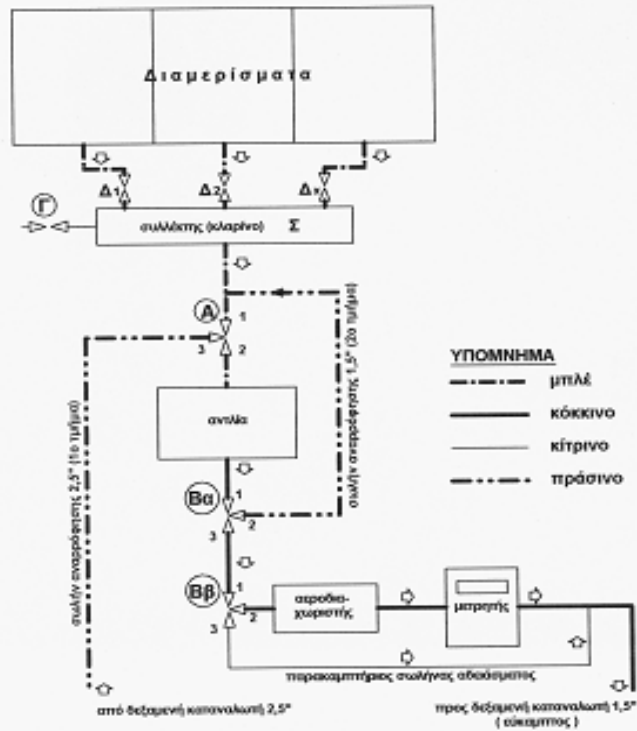 Διαμερίσματα
Δ1
Δ2
Δκ
Γ
συλλέκτης (κλαρίνο) Σ
Α
1
3
2
σωλήν αναρρόφησης 1,5" (2ο τμήμα)
σωλήν αναρρόφησης 2,5" (1ο τμήμα)
ΥΠΟΜΝΗΜΑ
μπλέ
κόκκινο
κίτρινο
πράσινο
αντλία
Βα
1
2
3
Ββ
1
2
3
αεροδια-
χωριστής
μετρητής
παρακαμπτήριος σωλήνας αδειάσματος
από δεξαμενή καταναλωτή 2,5"
προς δεξαμενή καταναλωτή 1,5"
( εύκαμπτος )